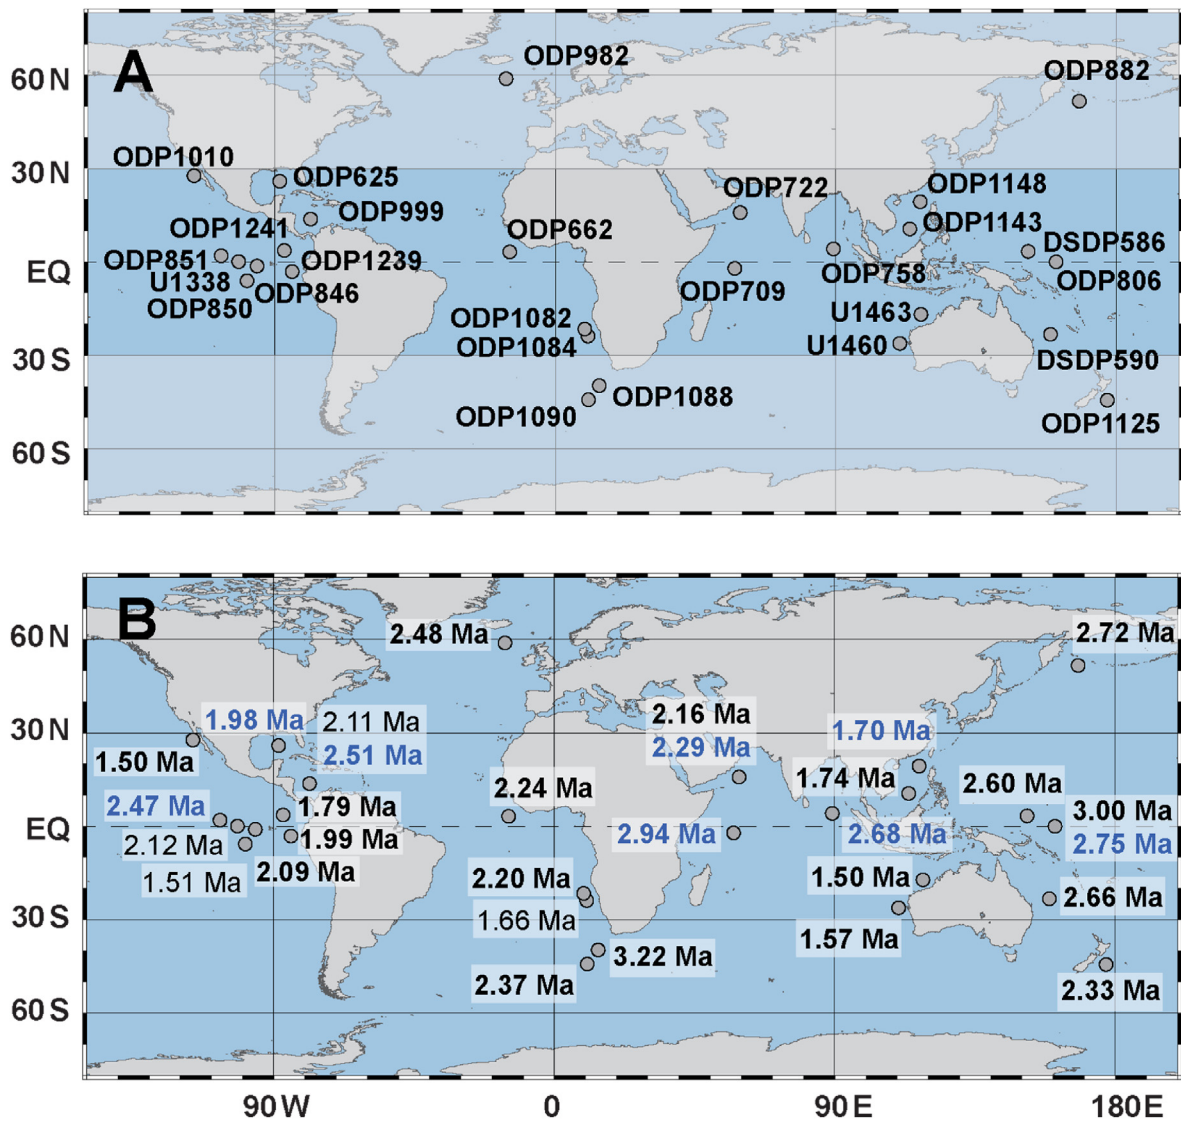 A
ODP982
60 N
ODP882
ODP1010
30 N
ODP625
ODP722
ODP1148
ODP999
ODP1241
ODP662
ODP1143
DSDP586
ODP851
EQ
ODP1239
ODP758
U1338
ODP846
ODP709
ODP806
ODP850
ODP1082
U1463
ODP1084
U1460
30 S
DSDP590
ODP1088
ODP1090
ODP1125
60 S
B
2.48 Ma
60 N
2.72 Ma
1.98 Ma
2.11 Ma
2.16 Ma
30 N
1.70 Ma
2.51 Ma
2.29 Ma
1.50 Ma
1.74 Ma
2.60 Ma
2.24 Ma
2.47 Ma
1.79 Ma
3.00 Ma
EQ
2.94 Ma
2.68 Ma
1.99 Ma
2.12 Ma
2.75 Ma
2.09 Ma
1.51 Ma
2.20 Ma
1.50 Ma
2.66 Ma
30 S
1.66 Ma
1.57 Ma
3.22 Ma
2.37 Ma
2.33 Ma
60 S
90 W
0
90 E
180 E